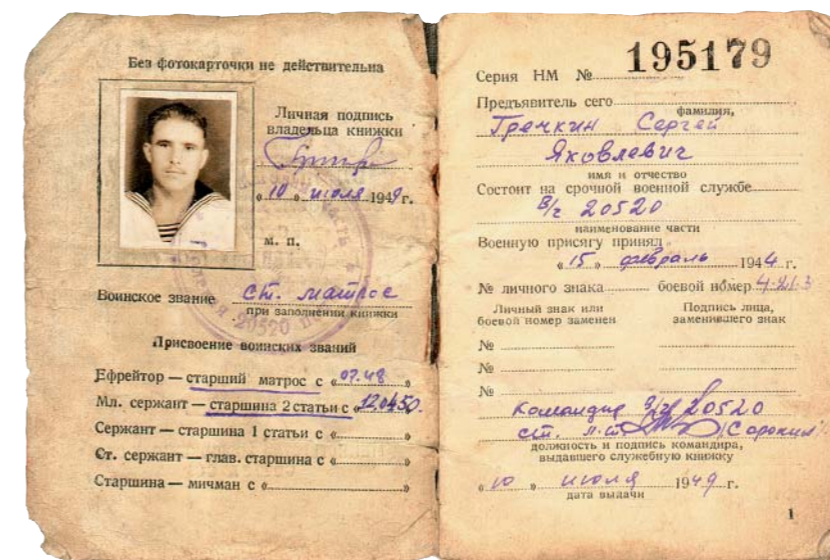 Без фотокарточки не действительна
Личная подпись
владельца книжки
„10„ июля 1949г.
м. п.
20520
Воинское звание ст. матрос
при заполнении книжки
Присвоение воинских званий
Ефрейтор — старший матрос с «07.48»
Мл. сержант — старшина 2 статьи с «12.04.50.
Сержант — старшина 1 статьи с «»
Ст. сержант — глав. старшина с «»
Старшина — мичман с «»
Серия НМ № 195179
Предъявитель сего
фамилия,
Гречкин Сергей
Яковлевич
имя и отчество
Состоит на срочной военной службе
В/ч 20520
наименование части
Военную присягу принял
„15„ февраль 1944 г.
№ личного знака боевой номер 4-21-3
Личный знак или
боевой номер заменен
Подпись лица,
заменившего знак
№
№
№
Командир В/ч 20520
ст. л-т /Сорокин/
должность и подпись командира,
выдавшего служебную книжку
„10„ июля 1949 г.
дата выдачи
1